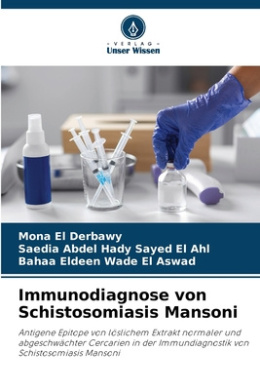 VERLAG
Unser Wissen
Mona El Derbawy
Saedia Abdel Hady Sayed El Ahl
Bahaa Eldeen Wade El Aswad
Immunodiagnose von
Schistosomiasis Mansoni
Antigene Epitope von löslichem Extrakt normaler und
abgeschwächter Cercarien in der Immundiagnostik von
Schistosomiasis Mansoni